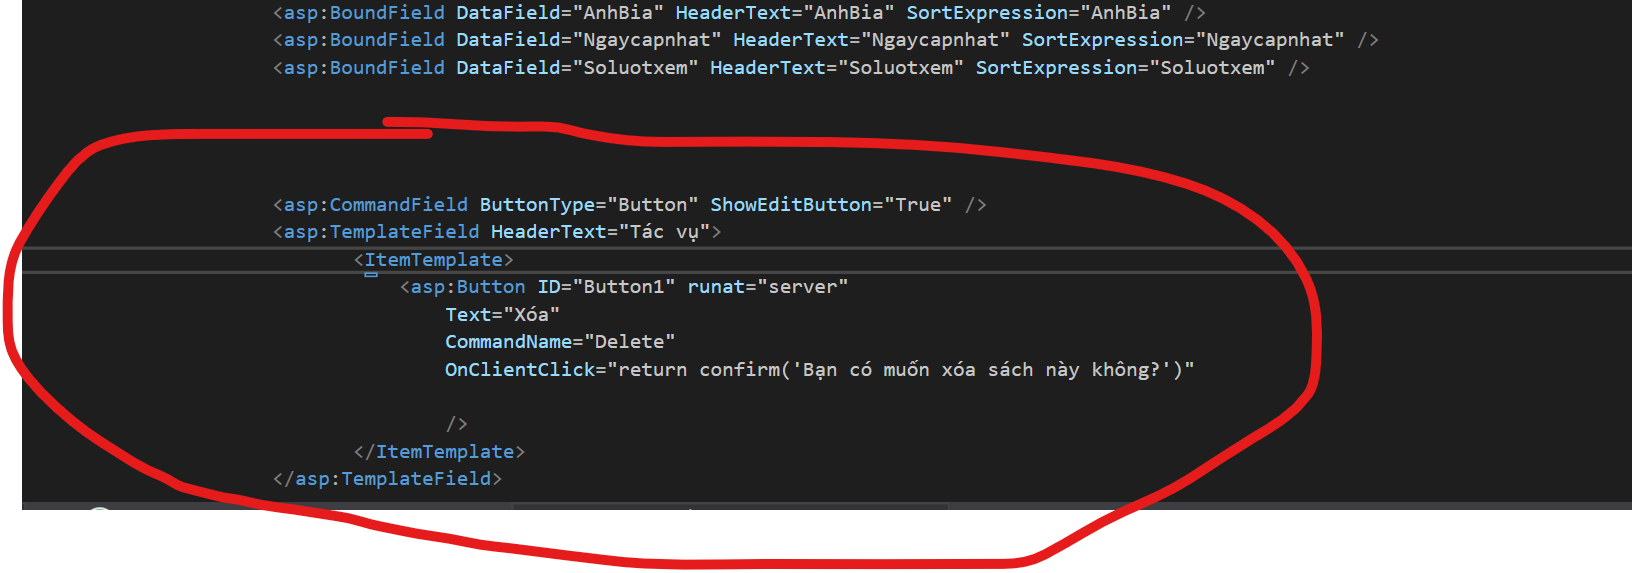 <asp:BoundField DataField="AnhBia" HeaderText="AnhBia" SortExpression="AnhBia" />
<asp:BoundField DataField="Ngaycapnhat" HeaderText="Ngaycapnhat" SortExpression="Ngaycapnhat" />
<asp:BoundField DataField="Soluotxem" HeaderText="Soluotxem" SortExpression="Soluotxem" />
<asp:CommandField ButtonType="Button" ShowEditButton="True" />
<asp:TemplateField HeaderText="Tác vụ">
<ItemTemplate>
<asp:Button ID="Button1" runat="server"
Text="Xóa"
CommandName="Delete"
OnClientClick="return confirm('Bạn có muốn xóa sách này không?')"
/>
</ItemTemplate>
</asp:TemplateField>